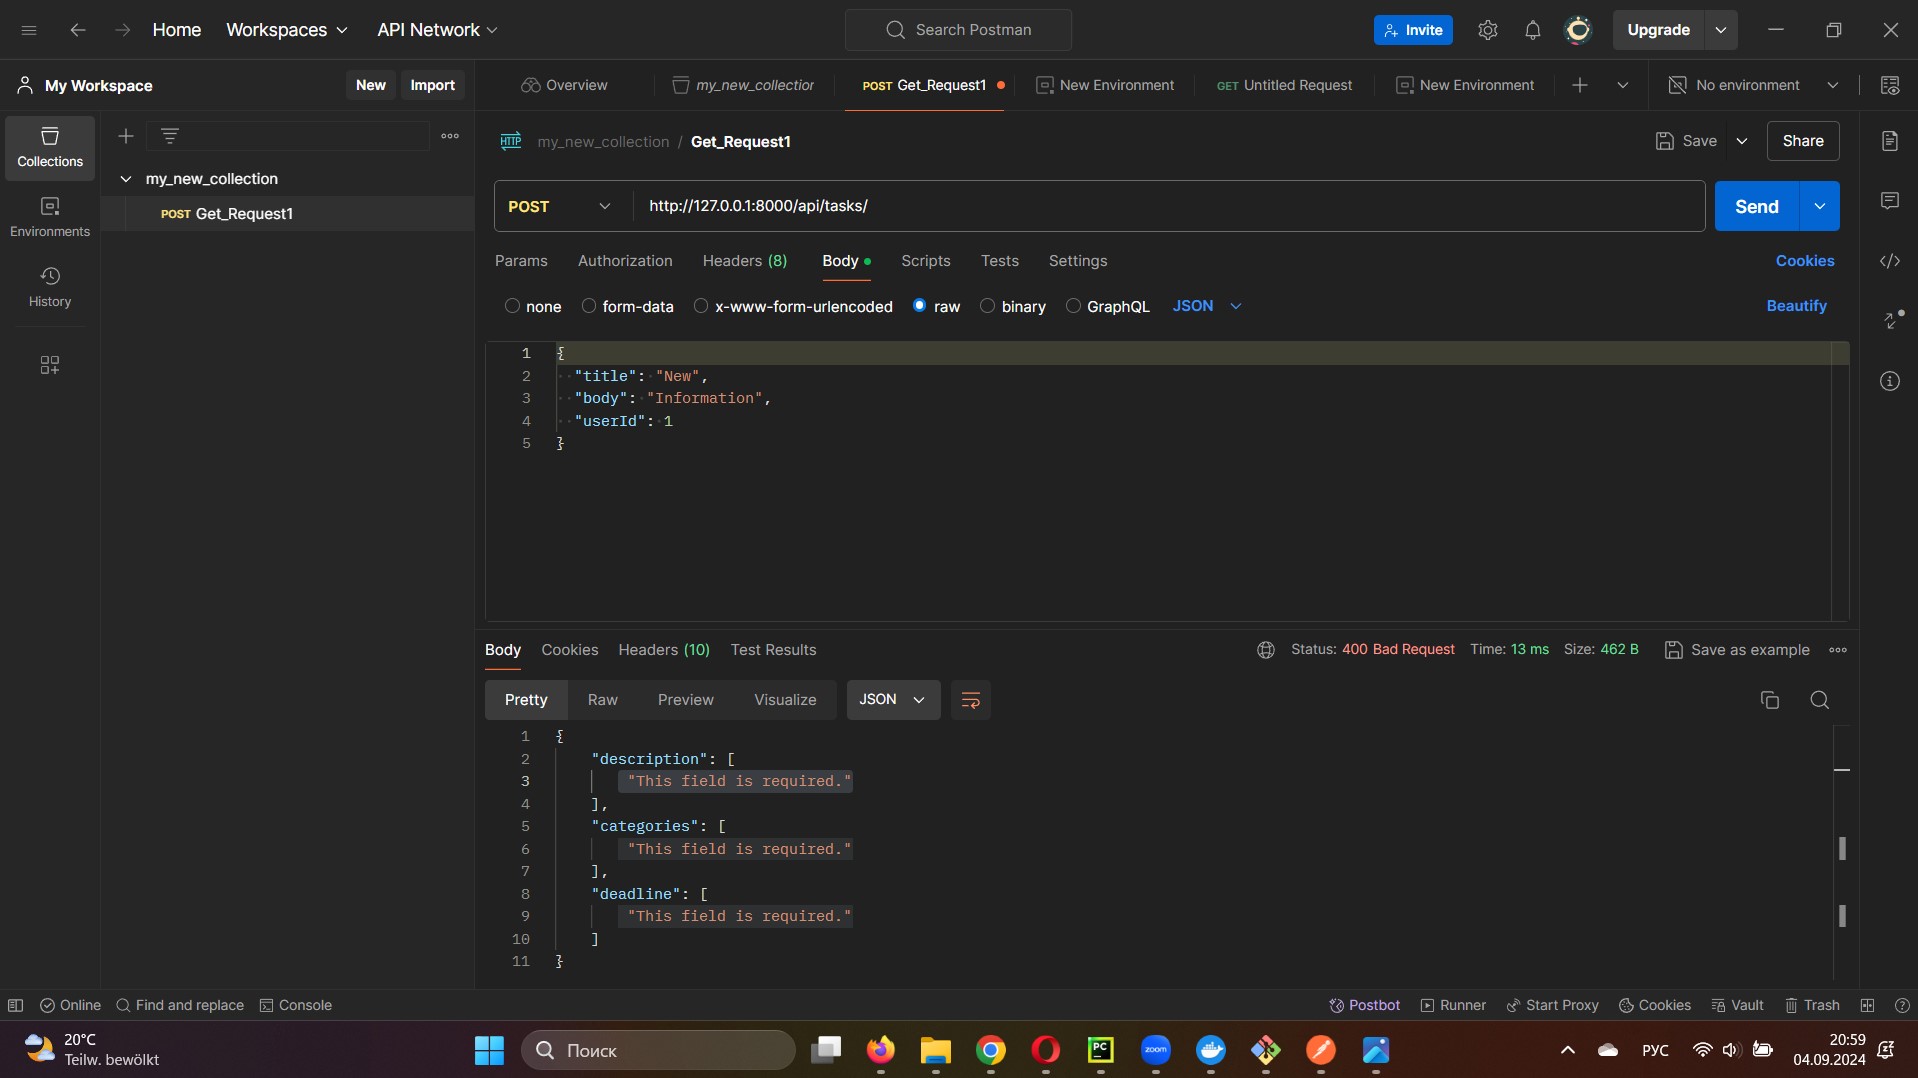 Home Workspaces API Network Search Postman Invite Upgrade
My Workspace New Import Overview my_new_collection POST Get_Request1 New Environment GET Untitled Request New Environment No environment
Collections
Environments
History
my_new_collection
POST Get_Request1
HTTP my_new_collection / Get_Request1 Save Share
POST http://127.0.0.1:8000/api/tasks/ Send
Params Authorization Headers (8) Body Scripts Tests Settings Cookies
none form-data x-www-form-urlencoded raw binary GraphQL JSON Beautify
1 {
2 "title": "New",
3 "body": "Information",
4 "userId": 1
5 }
Body Cookies Headers (10) Test Results Status: 400 Bad Request Time: 13 ms Size: 462 B Save as example
Pretty Raw Preview Visualize JSON
1 {
2 "description": [
3 "This field is required."
4 ],
5 "categories": [
6 "This field is required."
7 ],
8 "deadline": [
9 "This field is required."
10 ]
11 }
Online Find and replace Console Postbot Runner Start Proxy Cookies Vault Trash
20°C
Teilw. bewölkt
Поиск
PC
zoom
РУС
20:59
04.09.2024